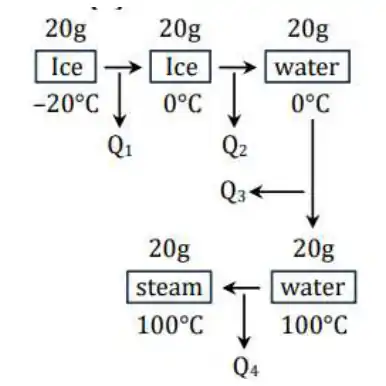 20g 20g 20g
Ice Ice water
–20°C 0°C 0°C
Q₁ Q₂
Q₃
20g 20g
steam water
100°C 100°C
Q₄